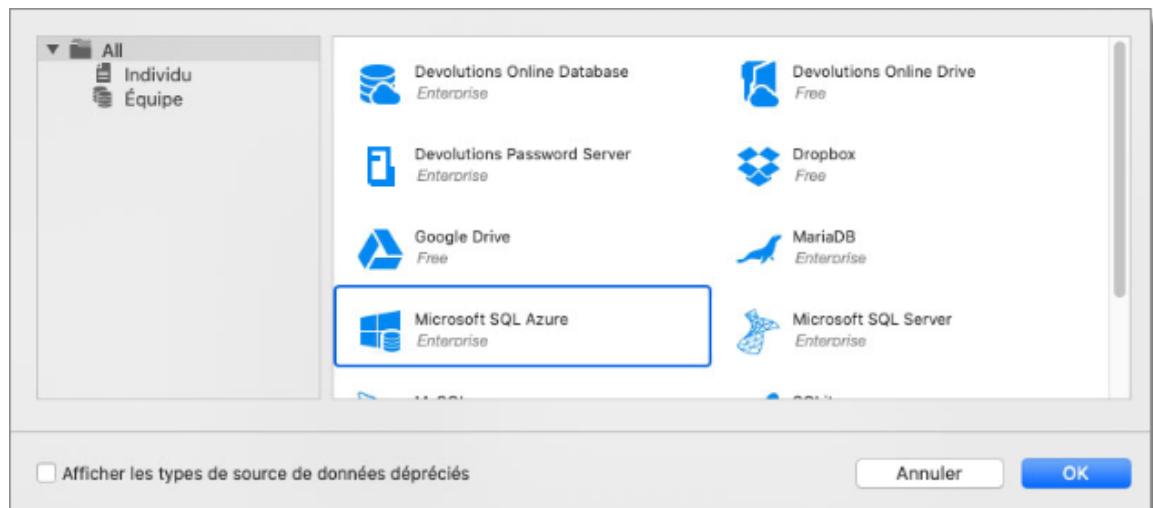 All
Individu
Équipe
Devolutions Online Database
Enterprise
Devolutions Online Drive
Free
Devolutions Password Server
Enterprise
Dropbox
Free
Google Drive
Free
MariaDB
Enterprise
Microsoft SQL Azure
Enterprise
Microsoft SQL Server
Enterprise
Afficher les types de source de données dépréciés
Annuler
OK